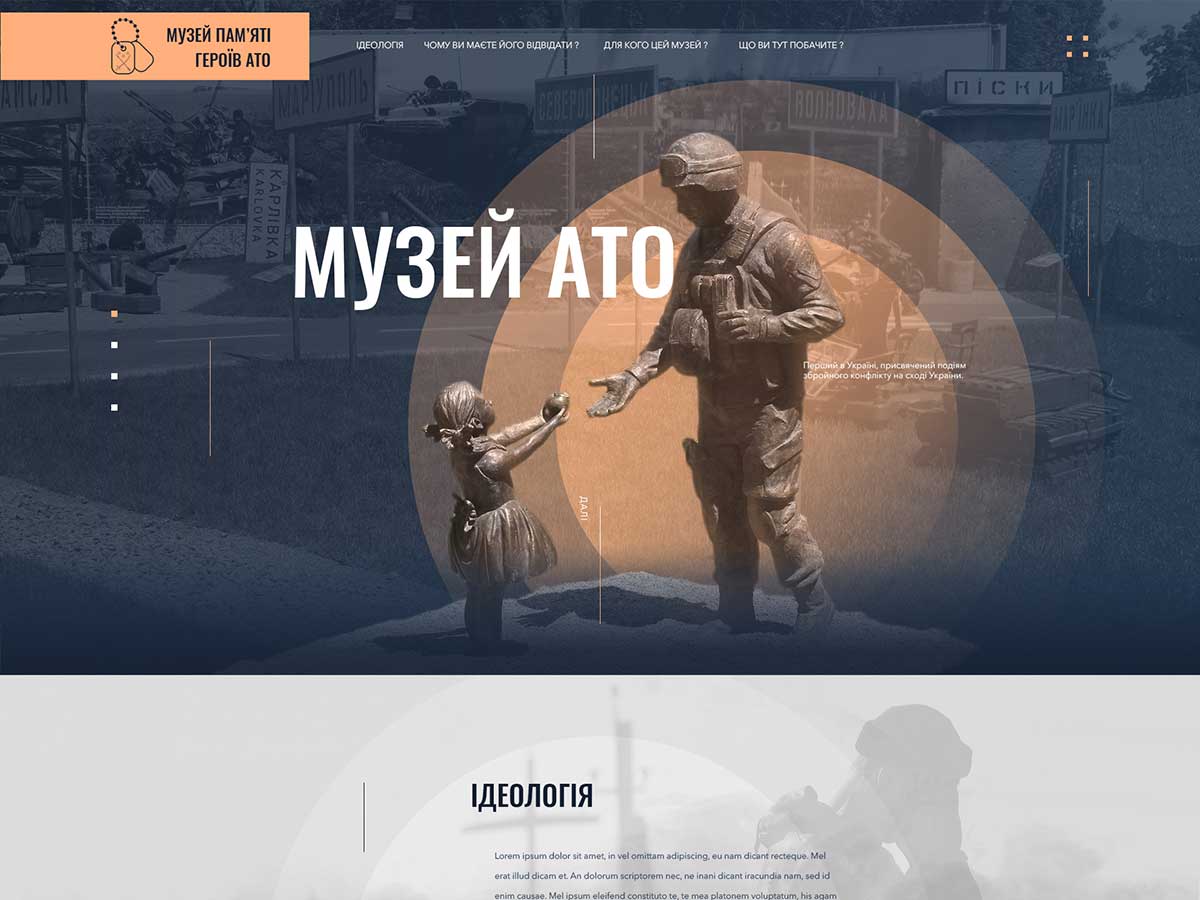 МУЗЕЙ ПАМ'ЯТІ
ГЕРОЇВ АТО
ІДЕОЛОГІЯ
ЧОМУ ВИ МАЄТЕ ЙОГО ВІДВІДАТИ ?
ДЛЯ КОГО ЦЕЙ МУЗЕЙ ?
ЩО ВИ ТУТ ПОБАЧИТЕ ?
МАРІУПОЛЬ
СЕВЕРОДОНЕЦЬК
ВОЛНОВАХА
ПІСКИ
КАРЛІВКА
KARLOVKA
МУЗЕЙ АТО
Перший в Україні, присвячений подіям
збройного конфлікту на сході України.
ДАЛІ
ІДЕОЛОГІЯ
Lorem ipsum dolor sit amet, in vel omittam adipiscing, eu nam dicant recteque. Mel
erat illud dicam et. An dolorum scriptorem nec, ne inani dicant iracundia nam, sed id
enim causae. Mel ipsum eleifend constituto te, te mea platonem voluptatum, his agam